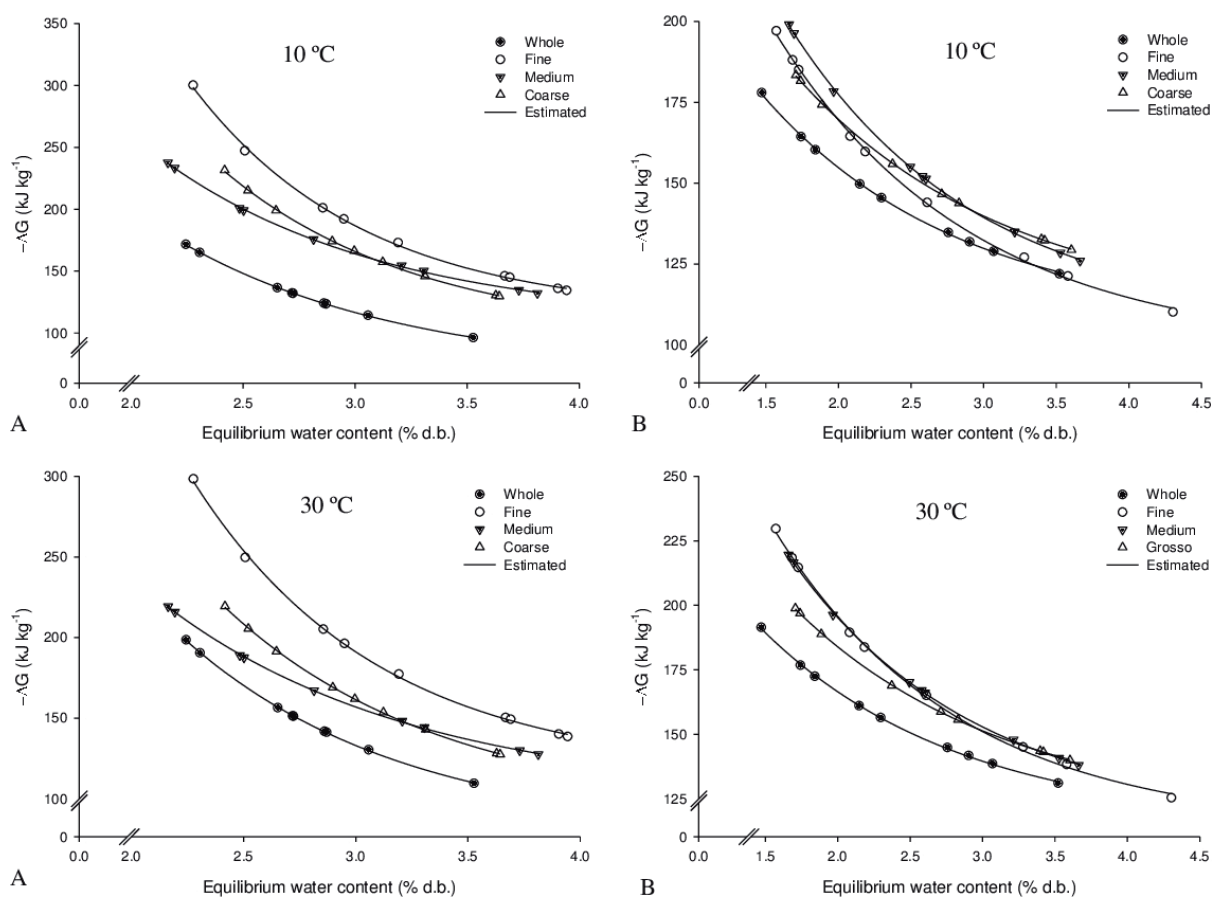 350
300
250
200
150
100
0
−ΔG (kJ kg⁻¹)
10 ºC
Whole
Fine
Medium
Coarse
Estimated
0.0 2.0 2.5 3.0 3.5 4.0
Equilibrium water content (% d.b.)
A
200
175
150
125
100
0
−ΔG (kJ kg⁻¹)
10 ºC
Whole
Fine
Medium
Coarse
Estimated
0.0 1.5 2.0 2.5 3.0 3.5 4.0 4.5
Equilibrium water content (% d.b.)
B
300
250
200
150
100
0
−ΔG (kJ kg⁻¹)
30 ºC
Whole
Fine
Medium
Coarse
Estimated
0.0 2.0 2.5 3.0 3.5 4.0
Equilibrium water content (% d.b.)
A
250
225
200
175
150
125
0
−ΔG (kJ kg⁻¹)
30 ºC
Whole
Fine
Medium
Grosso
Estimated
0.0 1.5 2.0 2.5 3.0 3.5 4.0 4.5
Equilibrium water content (% d.b.)
B